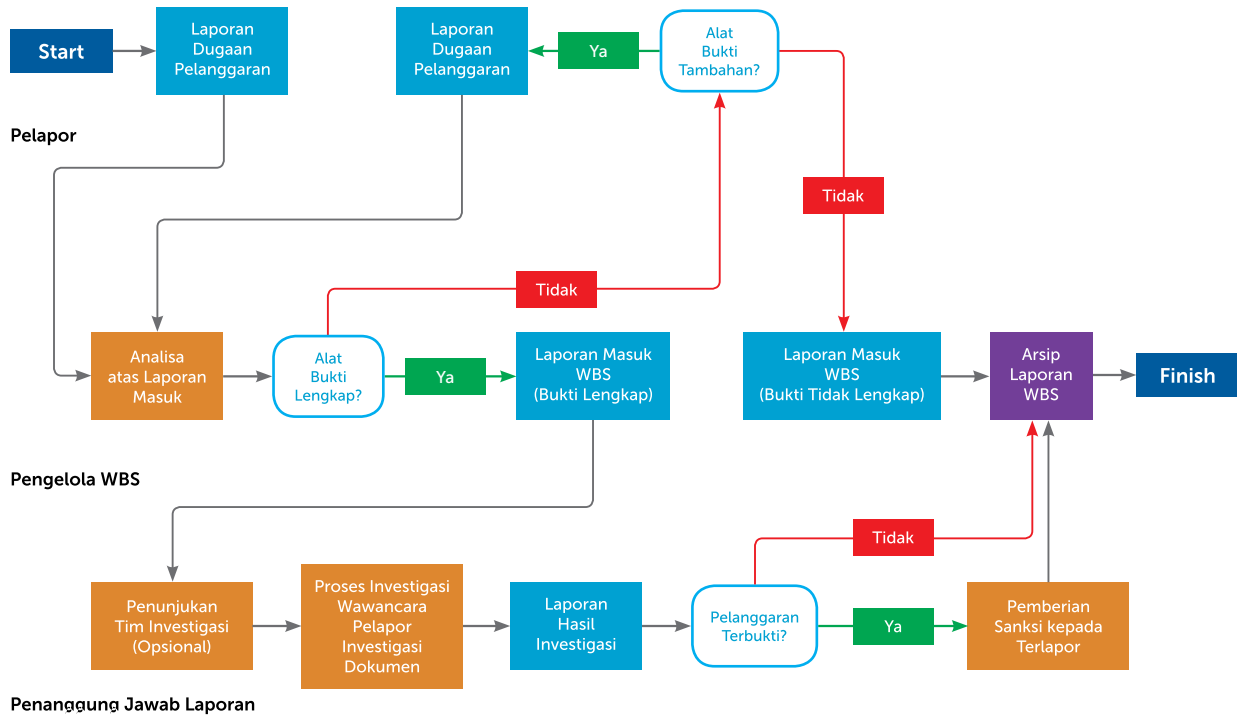 Start
Laporan
Dugaan
Pelanggaran
Laporan
Dugaan
Pelanggaran
Ya
Alat
Bukti
Tambahan?
Pelapor
Tidak
Tidak
Analisa
atas Laporan
Masuk
Alat
Bukti
Lengkap?
Ya
Laporan Masuk
WBS
(Bukti Lengkap)
Laporan Masuk
WBS
(Bukti Tidak Lengkap)
Arsip
Laporan
WBS
Finish
Pengelola WBS
Tidak
Penunjukan
Tim Investigasi
(Opsional)
Proses Investigasi
Wawancara
Pelapor
Investigasi
Dokumen
Laporan
Hasil
Investigasi
Pelanggaran
Terbukti?
Ya
Pemberian
Sanksi kepada
Terlapor
Penanggung Jawab Laporan